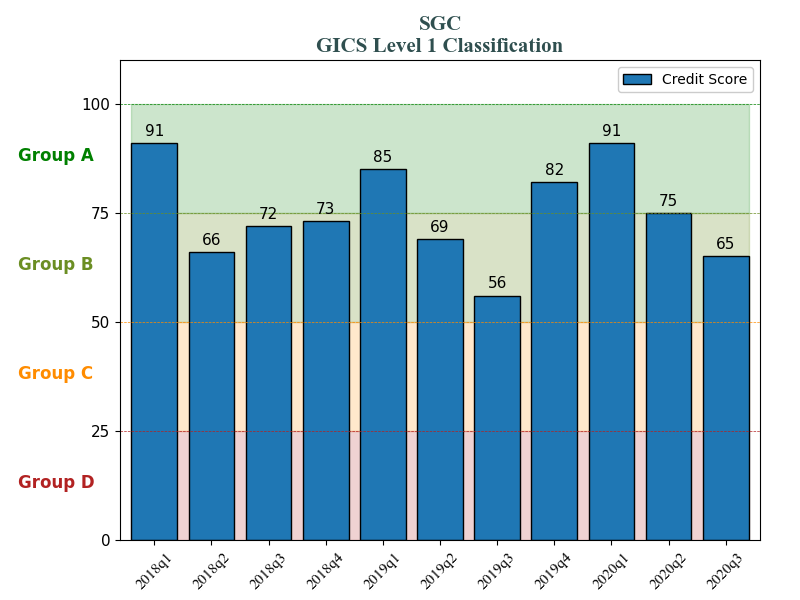 SGC
GICS Level 1 Classification
Credit Score
100
75
50
25
0
Group A
Group B
Group C
Group D
91
66
72
73
85
69
56
82
91
75
65
2018q1
2018q2
2018q3
2018q4
2019q1
2019q2
2019q3
2019q4
2020q1
2020q2
2020q3